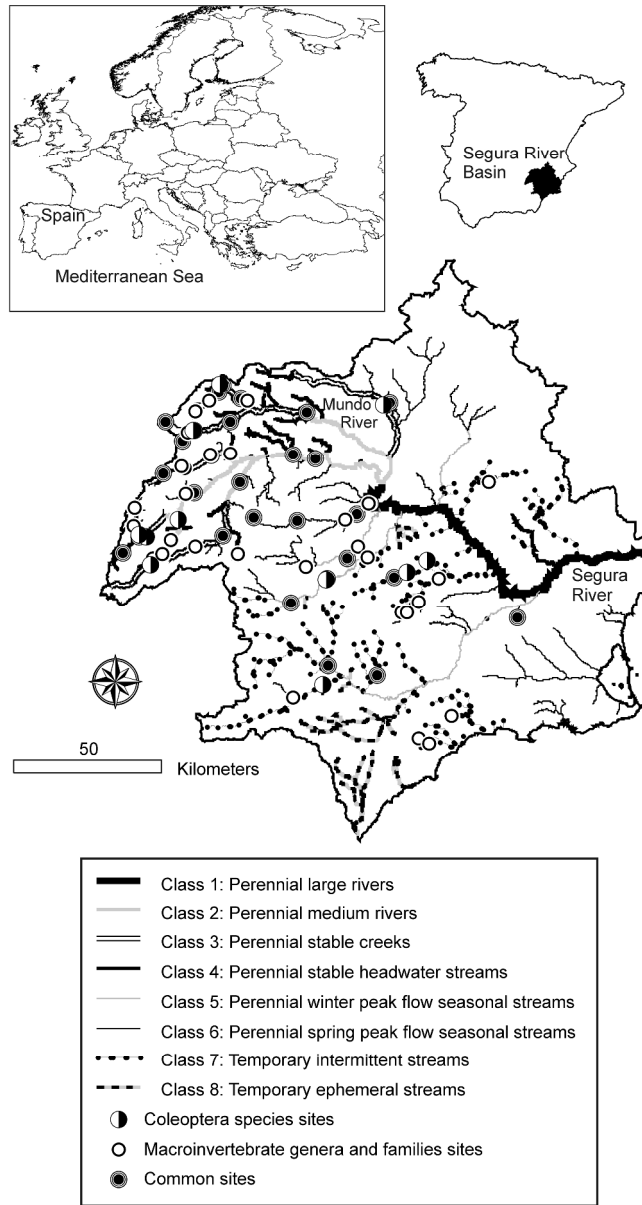 Spain
Mediterranean Sea
Segura River
Basin
Mundo
River
Segura
River
50
Kilometers
Class 1: Perennial large rivers
Class 2: Perennial medium rivers
Class 3: Perennial stable creeks
Class 4: Perennial stable headwater streams
Class 5: Perennial winter peak flow seasonal streams
Class 6: Perennial spring peak flow seasonal streams
Class 7: Temporary intermittent streams
Class 8: Temporary ephemeral streams
Coleoptera species sites
Macroinvertebrate genera and families sites
Common sites